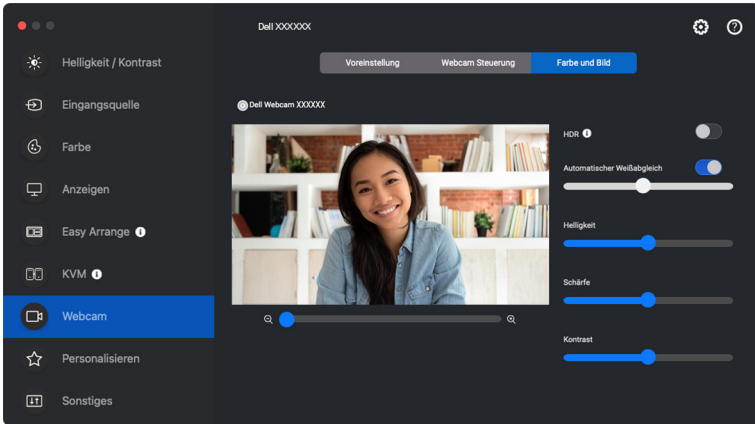 Dell XXXXXX
Helligkeit / Kontrast
Eingangsquelle
Farbe
Anzeigen
Easy Arrange
KVM
Webcam
Personalisieren
Sonstiges
Voreinstellung
Webcam Steuerung
Farbe und Bild
Dell Webcam XXXXXX
HDR
Automatischer Weißabgleich
Helligkeit
Schärfe
Kontrast